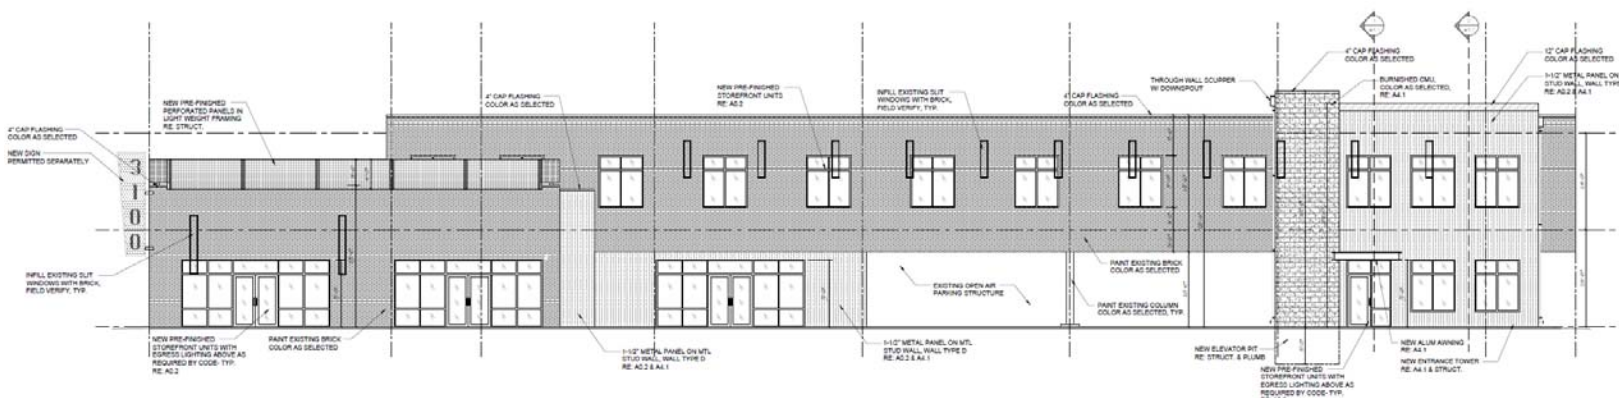 4" CAP FLASHING
COLOR AS SELECTED
NEW SIGN
PERMITTED SEPARATELY
3
1
0
0
INFILL EXISTING SLIT
WINDOWS WITH BRICK,
FIELD VERIFY, TYP.
NEW PRE-FINISHED
PERFORATED PANELS IN
LIGHT WEIGHT FRAMING
RE: STRUCT.
NEW PRE-FINISHED
STOREFRONT UNITS WITH
EGRESS LIGHTING ABOVE AS
REQUIRED BY CODE- TYP.
RE: A0.2
PAINT EXISTING BRICK
COLOR AS SELECTED
4" CAP FLASHING
COLOR AS SELECTED
1-1/2" METAL PANEL ON MTL
STUD WALL, WALL TYPE D
RE: A0.2 & A4.1
NEW PRE-FINISHED
STOREFRONT UNITS
RE: A0.2
INFILL EXISTING SLIT
WINDOWS WITH BRICK,
FIELD VERIFY, TYP.
1-1/2" METAL PANEL ON MTL
STUD WALL, WALL TYPE D
RE: A0.2 & A4.1
EXISTING OPEN AIR
PARKING STRUCTURE
4" CAP FLASHING
COLOR AS SELECTED
THROUGH WALL SCUPPER
W/ DOWNSPOUT
PAINT EXISTING BRICK
COLOR AS SELECTED
PAINT EXISTING COLUMN
COLOR AS SELECTED, TYP.
NEW ELEVATOR PIT
RE: STRUCT. & PLUMB
4" CAP FLASHING
COLOR AS SELECTED
BURNISHED CMU,
COLOR AS SELECTED,
RE: A4.1
12" CAP FLASHING
COLOR AS SELECTED
1-1/2" METAL PANEL ON
STUD WALL, WALL TYPE
RE: A0.2 & A4.1
NEW ALUM AWNING
RE: A4.1
NEW ENTRANCE TOWER
RE: A4.1 & STRUCT.
NEW PRE-FINISHED
STOREFRONT UNITS WITH
EGRESS LIGHTING ABOVE AS
REQUIRED BY CODE- TYP.